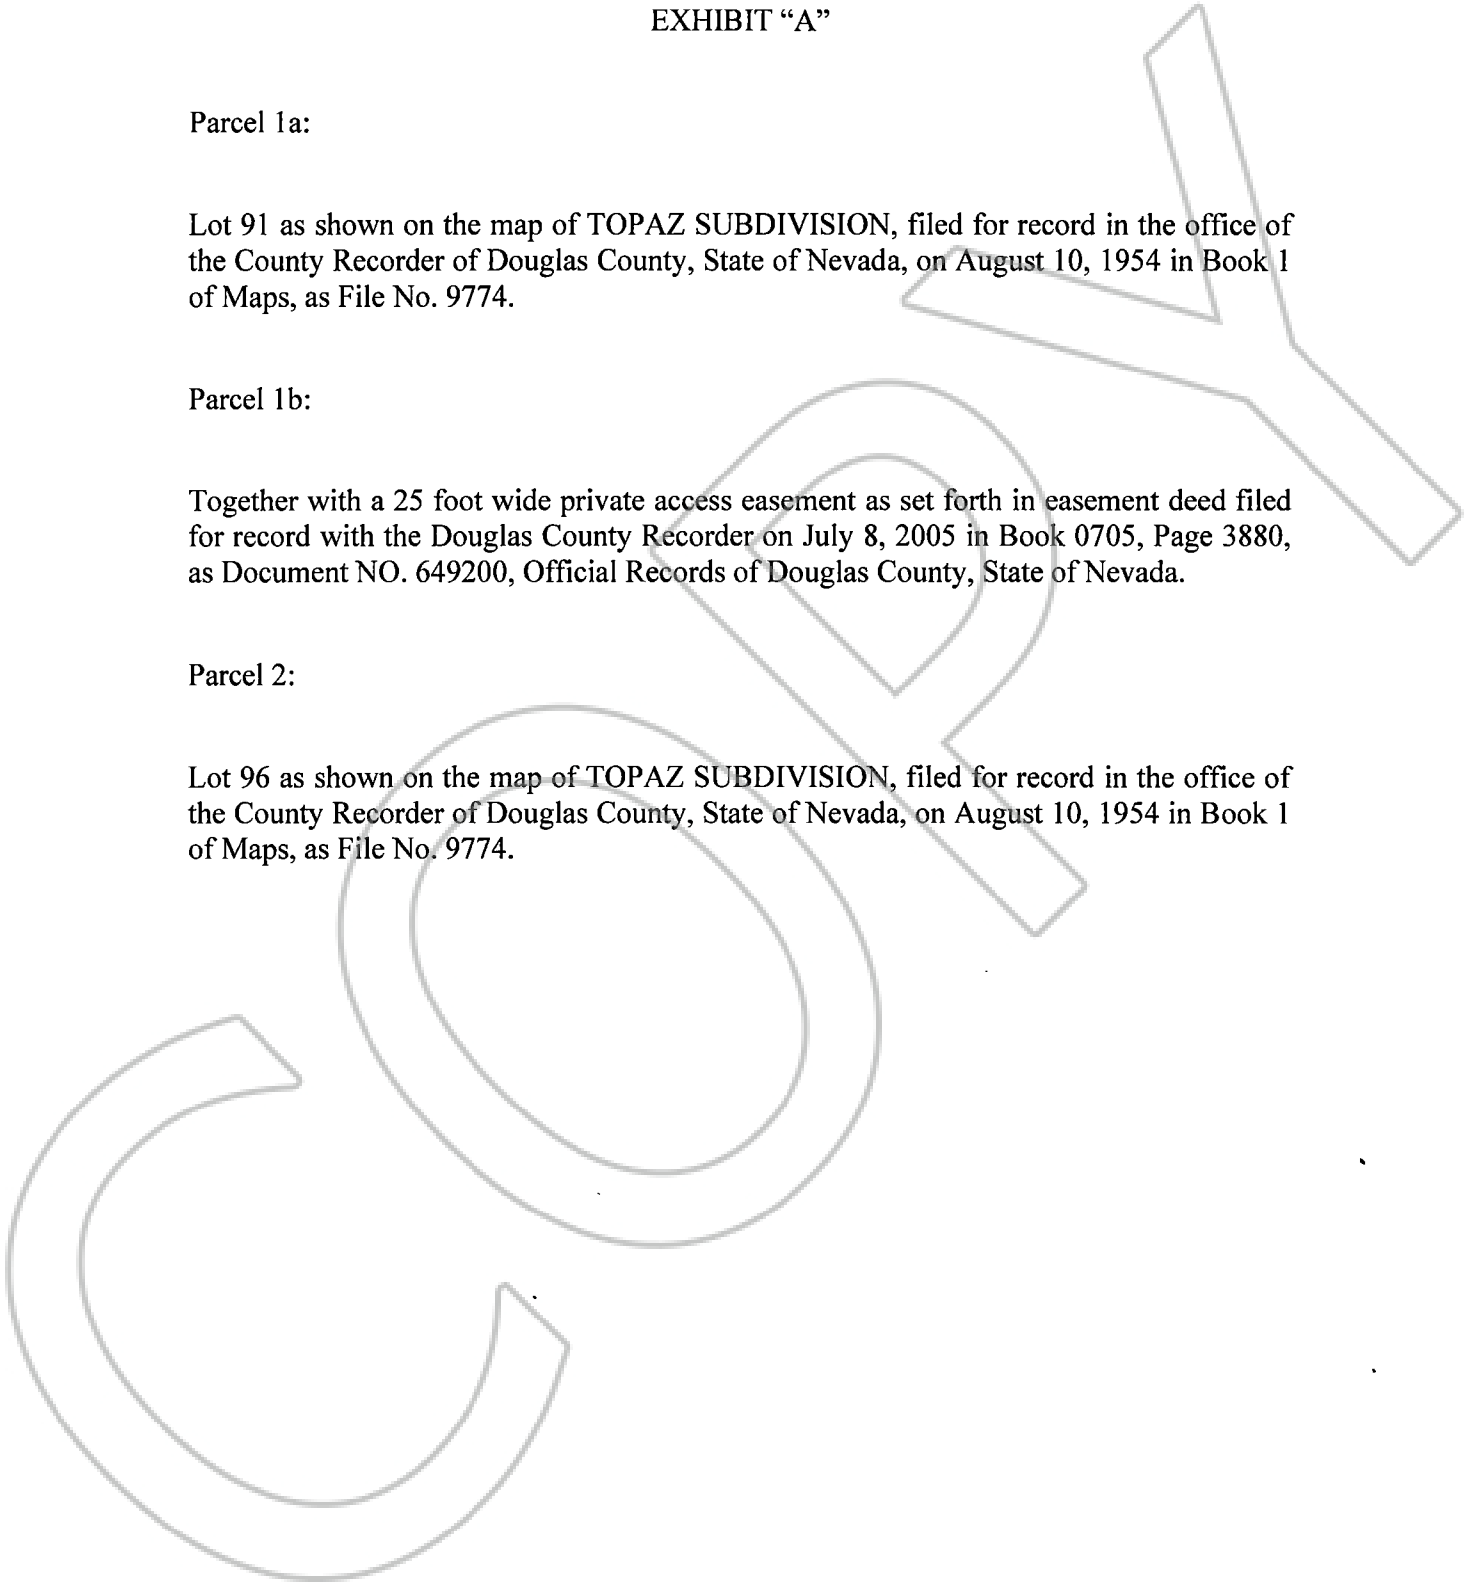 EXHIBIT “A”
Parcel 1a:
Lot 91 as shown on the map of TOPAZ SUBDIVISION, filed for record in the office of
the County Recorder of Douglas County, State of Nevada, on August 10, 1954 in Book 1
of Maps, as File No. 9774.
Parcel 1b:
Together with a 25 foot wide private access easement as set forth in easement deed filed
for record with the Douglas County Recorder on July 8, 2005 in Book 0705, Page 3880,
as Document NO. 649200, Official Records of Douglas County, State of Nevada.
Parcel 2:
Lot 96 as shown on the map of TOPAZ SUBDIVISION, filed for record in the office of
the County Recorder of Douglas County, State of Nevada, on August 10, 1954 in Book 1
of Maps, as File No. 9774.
COPY